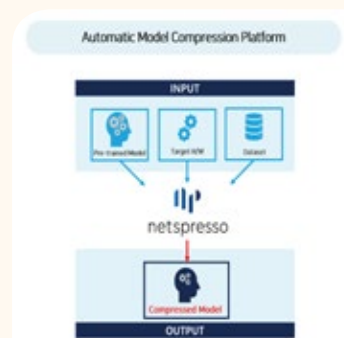 Automatic Model Compression Platform
INPUT
Pre-trained Model
Target H/W
Dataset
netspresso
Compressed Model
OUTPUT